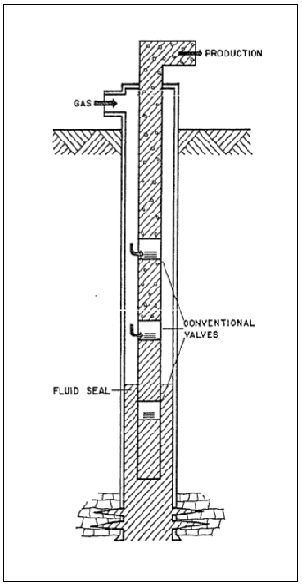 PRODUCTION
GAS
CONVENTIONAL
VALVES
FLUID SEAL